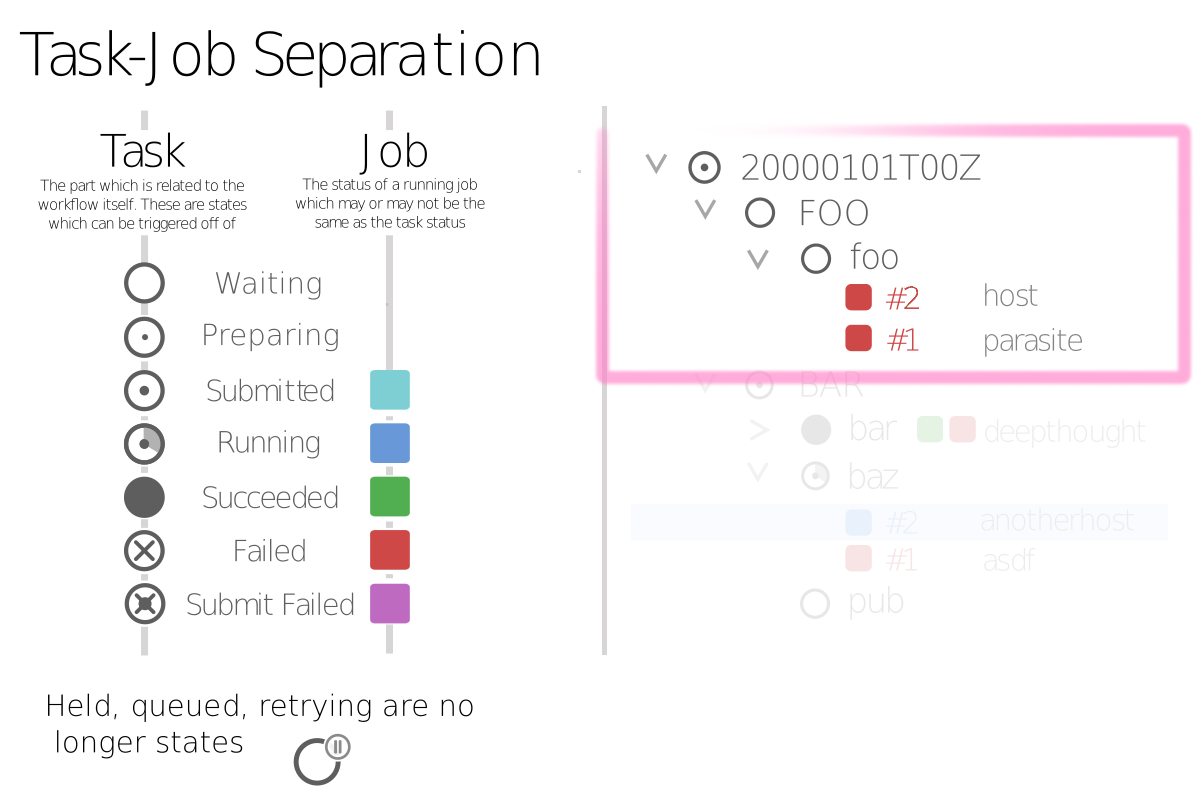 Task-Job Separation
Task
The part which is related to the
workflow itself. These are states
which can be triggered off of
Job
The status of a running job
which may or may not be the
same as the task status
Waiting
Preparing
Submitted
Running
Succeeded
Failed
Submit Failed
Held, queued, retrying are no
longer states
20000101T00Z
FOO
foo
#2 host
#1 parasite
BAR
bar deepthought
baz
#2 anotherhost
#1 asdf
pub